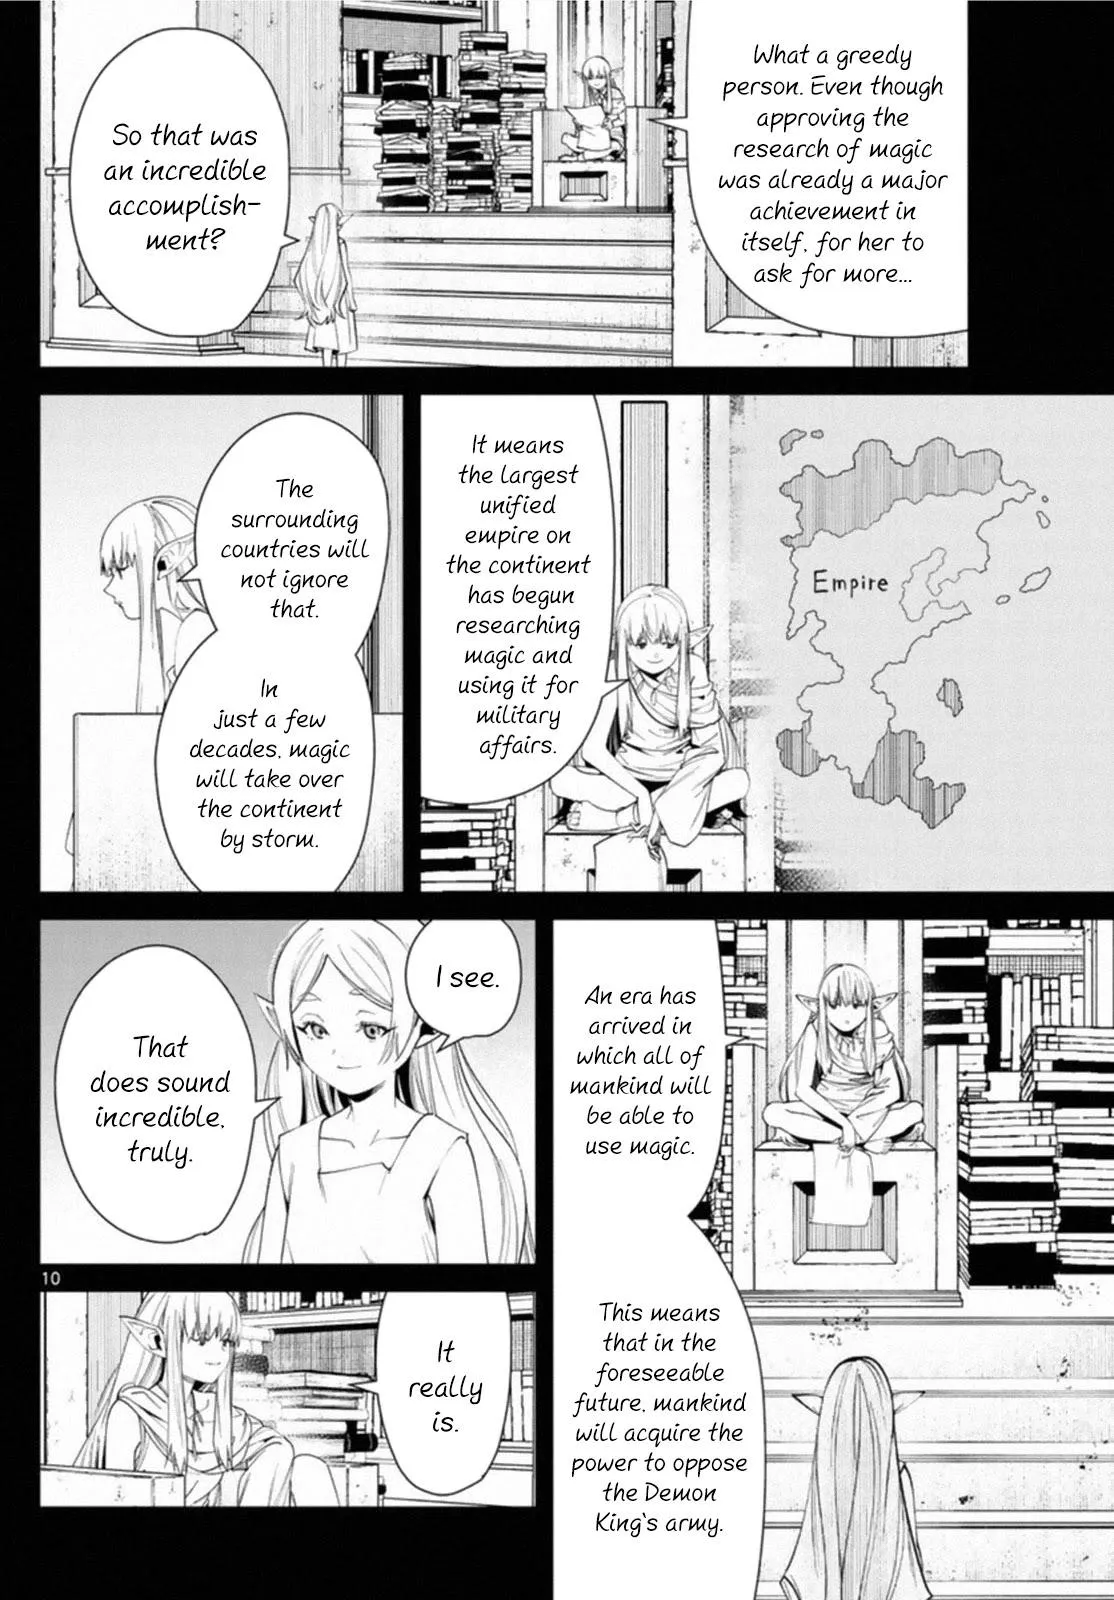 What a greedy
person. Even though
approving the
research of magic
was already a major
achievement in
itself, for her to
ask for more...
So that was
an incredible
accomplish-
ment?
Empire
It means
the largest
unified
empire on
the continent
has begun
researching
magic and
using it for
military
affairs.
The
surrounding
countries will
not ignore
that.
In
just a few
decades, magic
will take over
the continent
by storm.
An era has
arrived in
which all of
mankind will
be able to
use magic.
This means
that in the
foreseeable
future, mankind
will acquire the
power to oppose
the Demon
King's army.
I see.
That
does sound
incredible,
truly.
10
It
really
is.